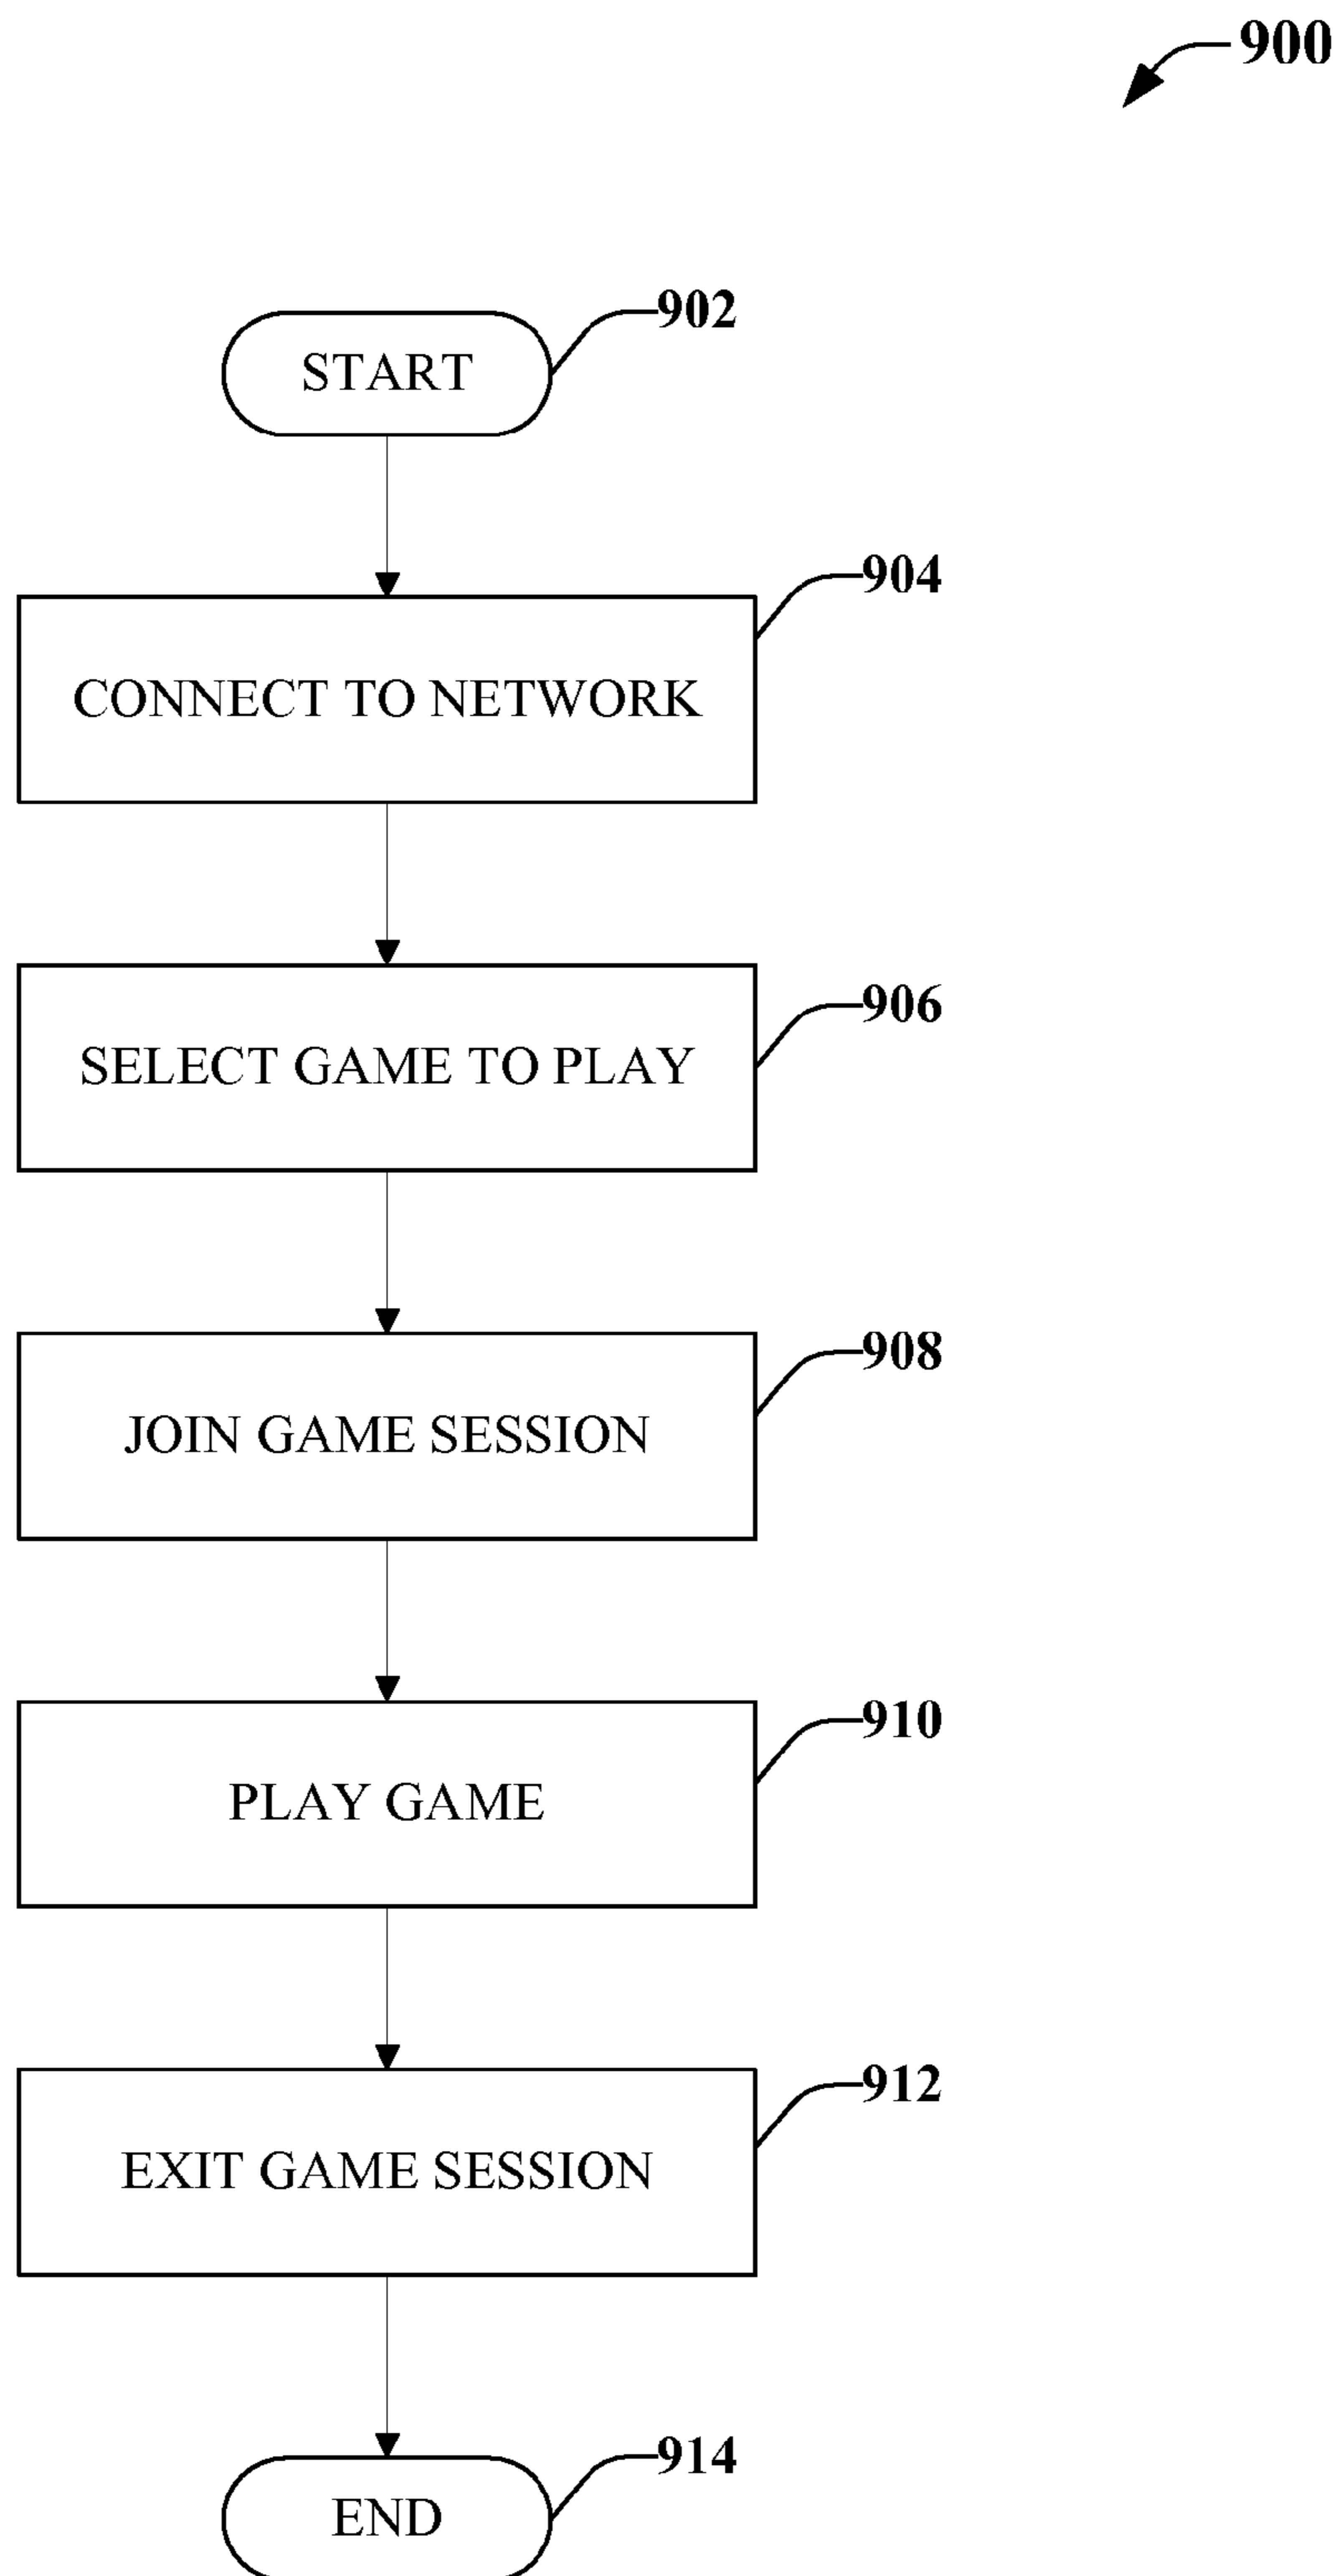 900
902
START
904
CONNECT TO NETWORK
906
SELECT GAME TO PLAY
908
JOIN GAME SESSION
910
PLAY GAME
912
EXIT GAME SESSION
914
END